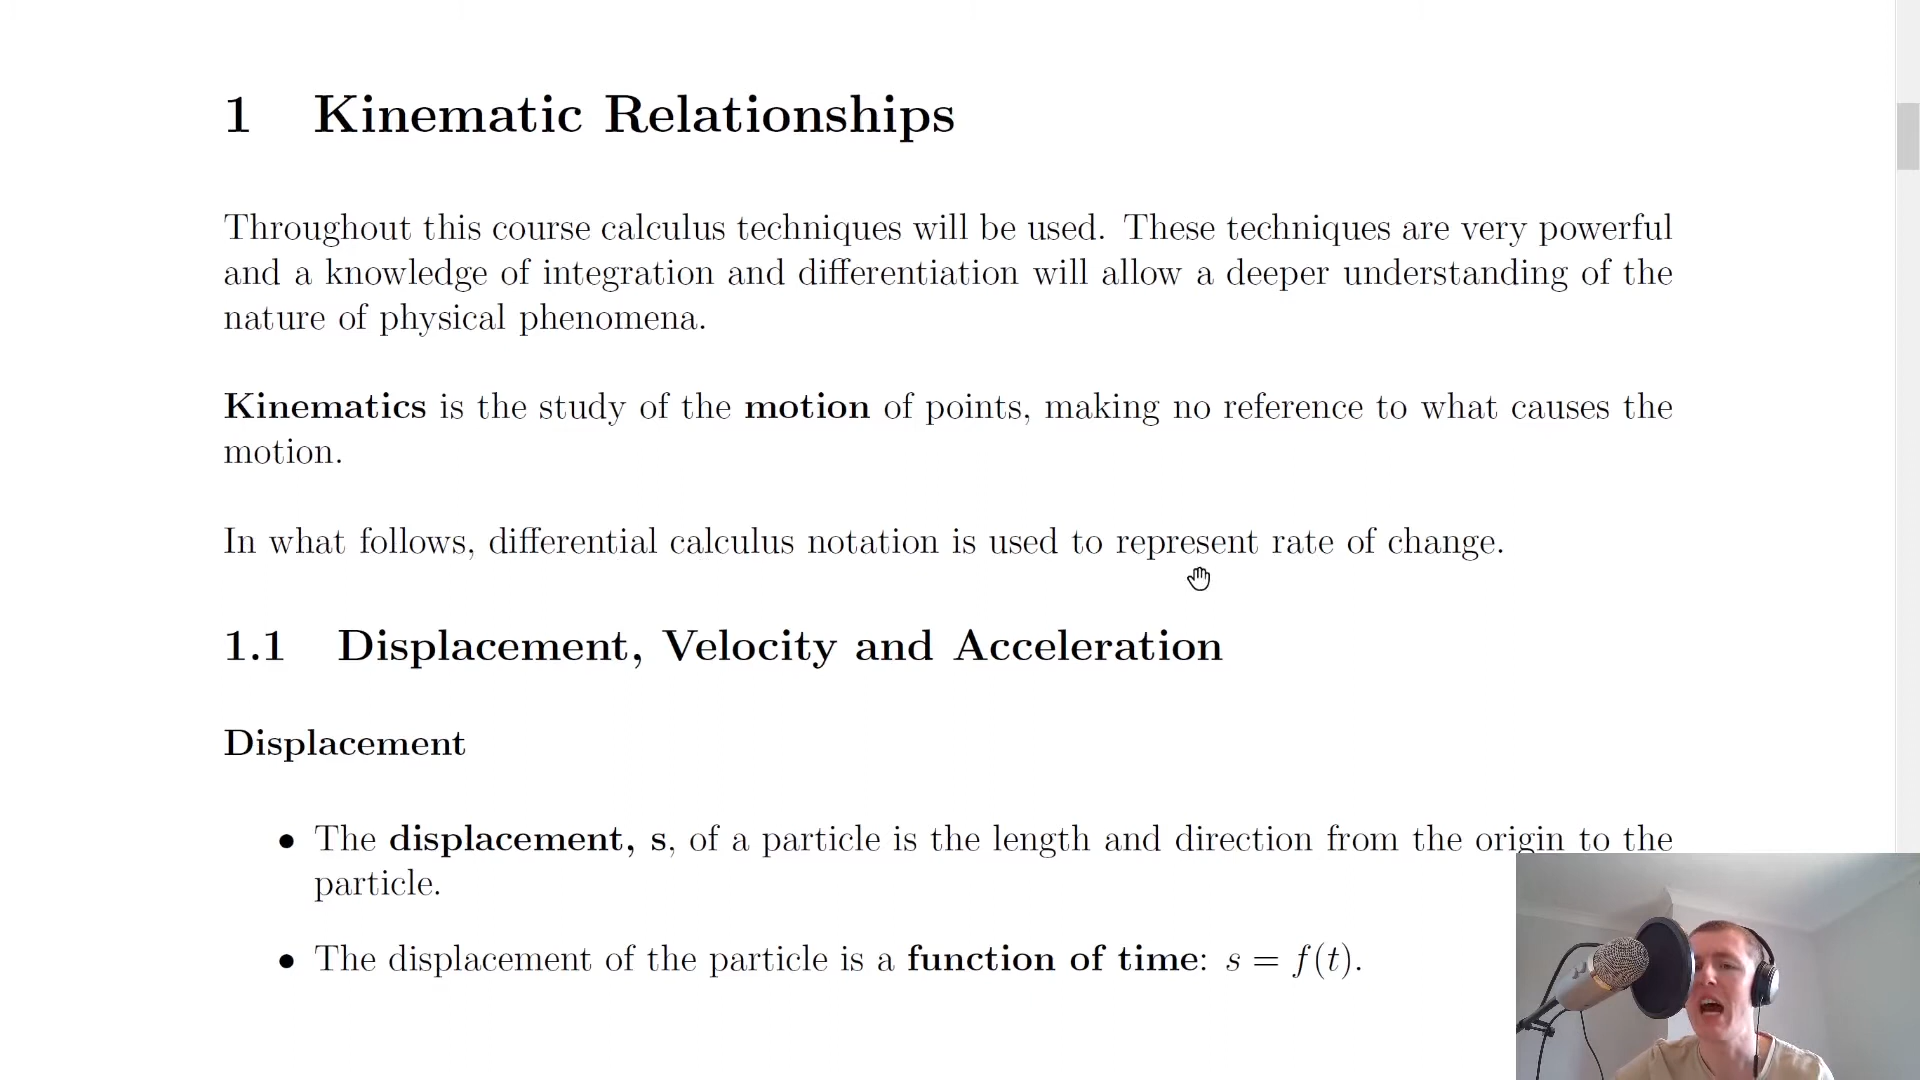 1 Kinematic Relationships
Throughout this course calculus techniques will be used. These techniques are very powerful
and a knowledge of integration and differentiation will allow a deeper understanding of the
nature of physical phenomena.
Kinematics is the study of the motion of points, making no reference to what causes the
motion.
In what follows, differential calculus notation is used to represent rate of change.
1.1 Displacement, Velocity and Acceleration
Displacement
• The displacement, s, of a particle is the length and direction from the origin to the
particle.
• The displacement of the particle is a function of time: s = f(t).